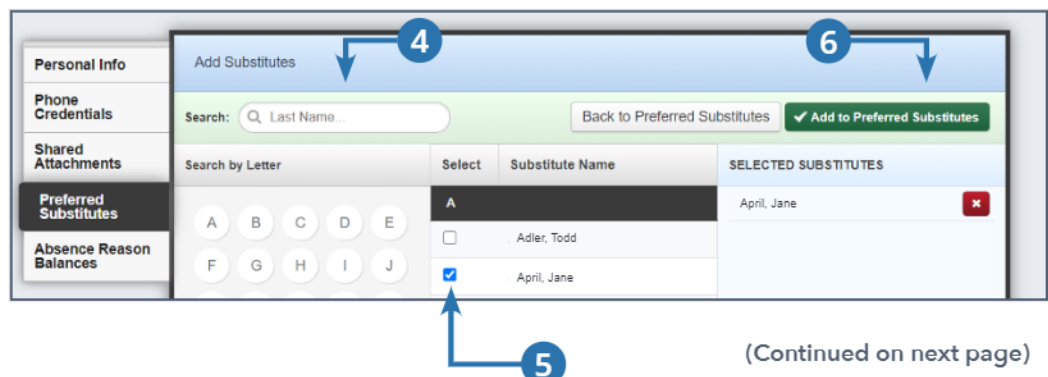 4
6
Personal Info
Phone
Credentials
Shared
Attachments
Preferred
Substitutes
Absence Reason
Balances
Add Substitutes
Search: Last Name...
Back to Preferred Substitutes
Add to Preferred Substitutes
Search by Letter
Select
Substitute Name
SELECTED SUBSTITUTES
A B C D E
F G H I J
A
Adler, Todd
April, Jane
April, Jane
5
(Continued on next page)